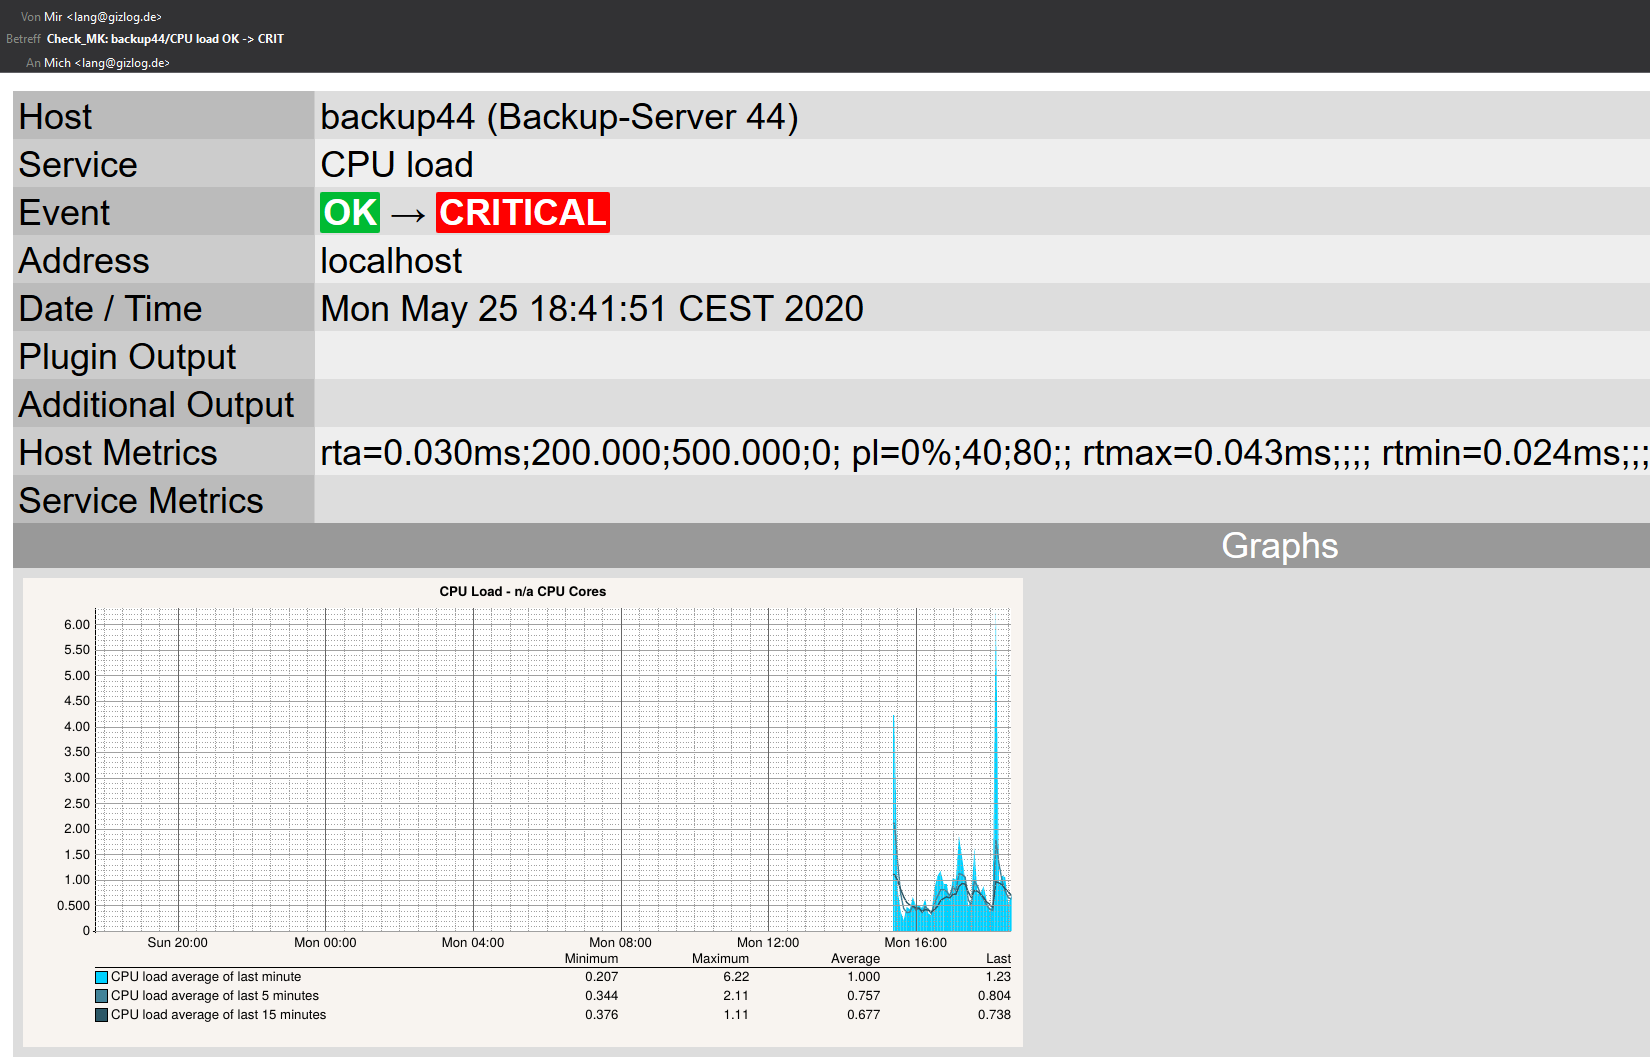 Von Mir <lang@gizlog.de>
Betreff Check_MK: backup44/CPU load OK -> CRIT
An Mich <lang@gizlog.de>
Host backup44 (Backup-Server 44)
Service CPU load
Event OK → CRITICAL
Address localhost
Date / Time Mon May 25 18:41:51 CEST 2020
Plugin Output
Additional Output
Host Metrics rta=0.030ms;200.000;500.000;0; pl=0%;40;80;; rtmax=0.043ms;;;; rtmin=0.024ms;;;
Service Metrics
Graphs
CPU Load - n/a CPU Cores
6.00
5.50
5.00
4.50
4.00
3.50
3.00
2.50
2.00
1.50
1.00
0.500
0
Sun 20:00 Mon 00:00 Mon 04:00 Mon 08:00 Mon 12:00 Mon 16:00
Minimum Maximum Average Last
CPU load average of last minute 0.207 6.22 1.000 1.23
CPU load average of last 5 minutes 0.344 2.11 0.757 0.804
CPU load average of last 15 minutes 0.376 1.11 0.677 0.738